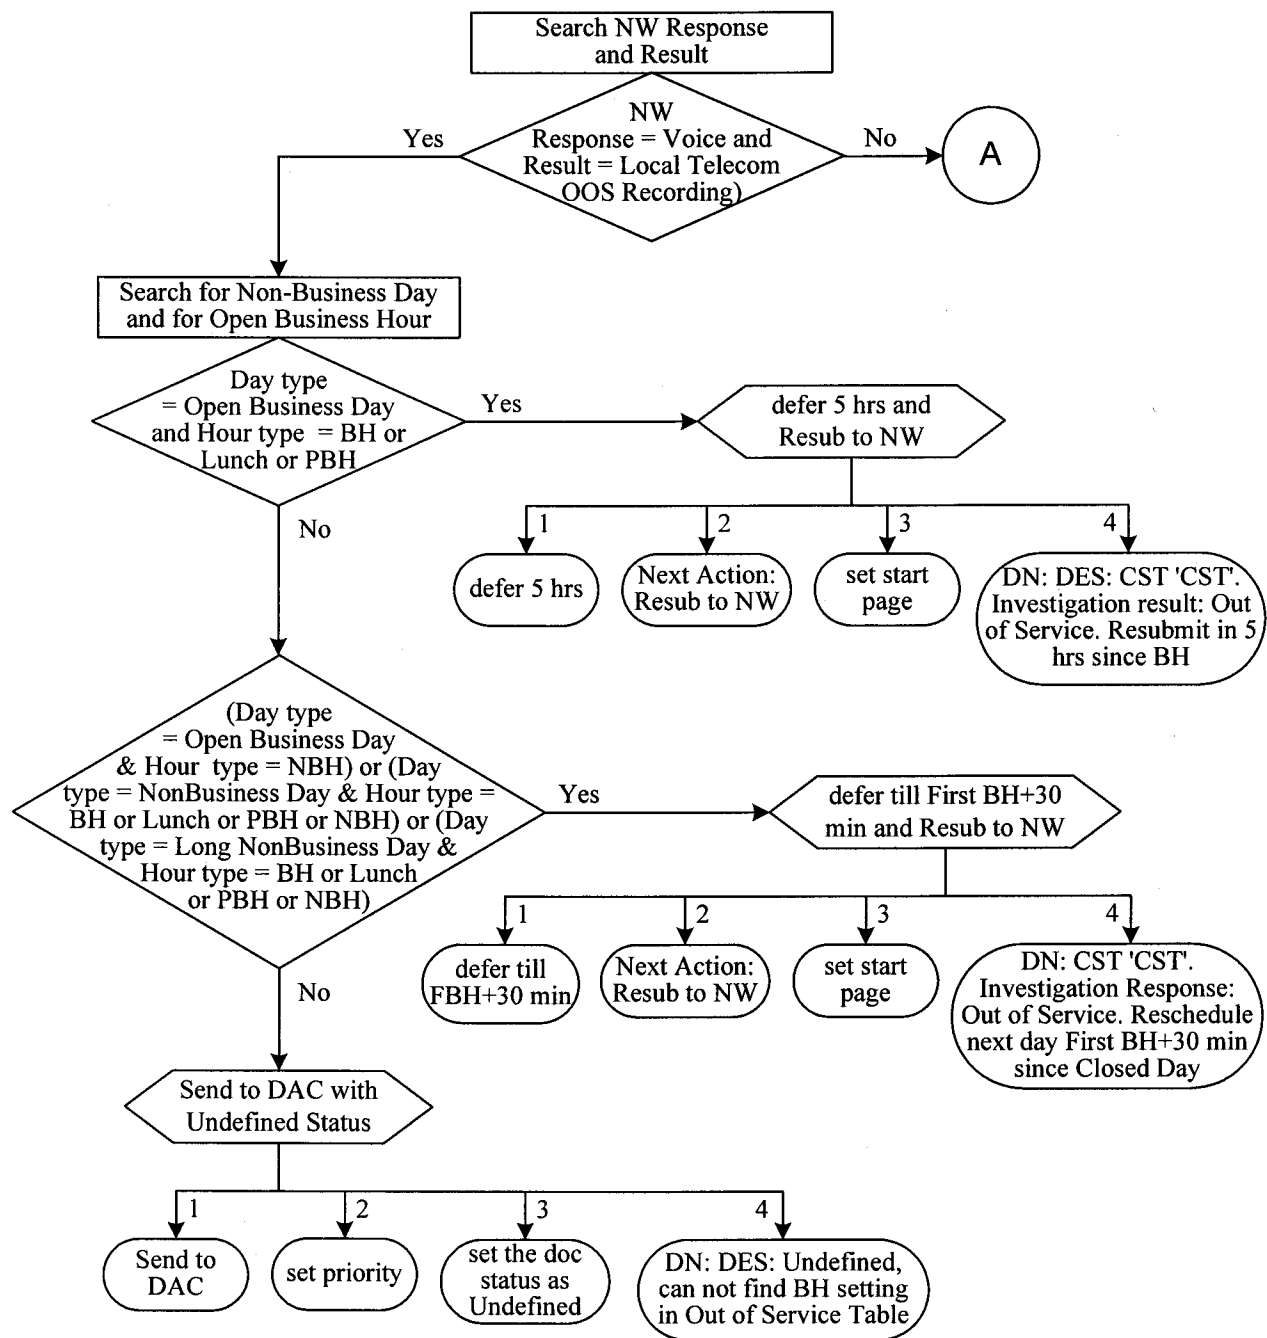 Search NW Response
and Result
NW
Response = Voice and
Result = Local Telecom
OOS Recording)
Yes
No
A
Search for Non-Business Day
and for Open Business Hour
Day type
= Open Business Day
and Hour type = BH or
Lunch or PBH
Yes
defer 5 hrs and
Resub to NW
No
1
2
3
4
defer 5 hrs
Next Action:
Resub to NW
set start
page
DN: DES: CST 'CST'.
Investigation result: Out
of Service. Resubmit in 5
hrs since BH
(Day type
= Open Business Day
& Hour type = NBH) or (Day
type = NonBusiness Day & Hour type =
BH or Lunch or PBH or NBH) or (Day
type = Long NonBusiness Day &
Hour type = BH or Lunch
or PBH or NBH)
Yes
defer till First BH+30
min and Resub to NW
No
1
2
3
4
defer till
FBH+30 min
Next Action:
Resub to NW
set start
page
DN: CST 'CST'.
Investigation Response:
Out of Service. Reschedule
next day First BH+30 min
since Closed Day
Send to DAC with
Undefined Status
1
2
3
4
Send to
DAC
set priority
set the doc
status as
Undefined
DN: DES: Undefined,
can not find BH setting
in Out of Service Table